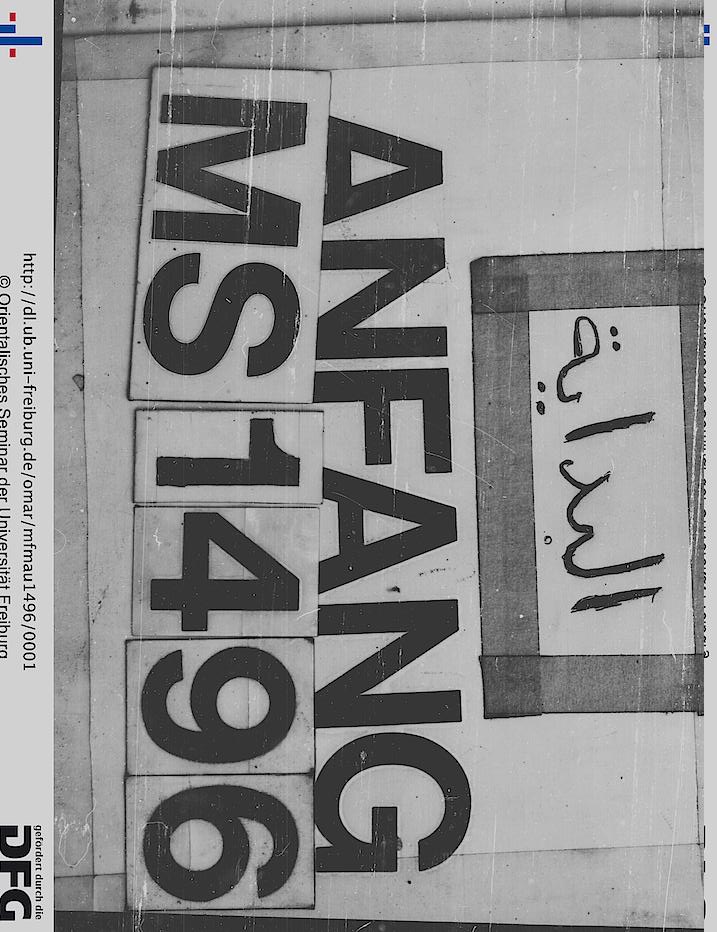 البداية
ANFANG
MS 1496
http://dl.ub.uni-freiburg.de/omar/mfmau1496/0001
© Orientalisches Seminar der Universität Freiburg
gefördert durch die
DFG